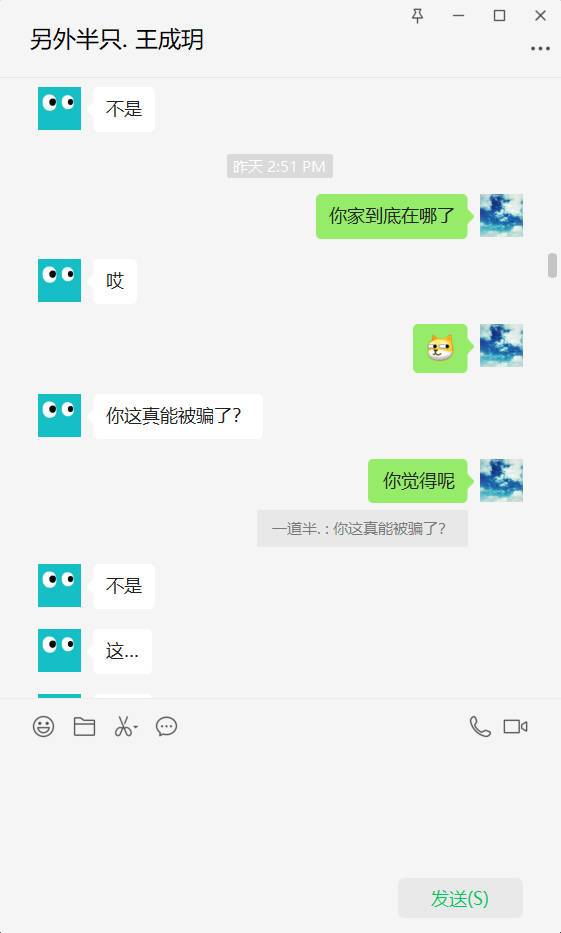 另外半只. 王成玥
不是
昨天 2:51 PM
你家到底在哪了
哎
你这真能被骗了?
你觉得呢
一道半. : 你这真能被骗了?
不是
这...
发送(S)